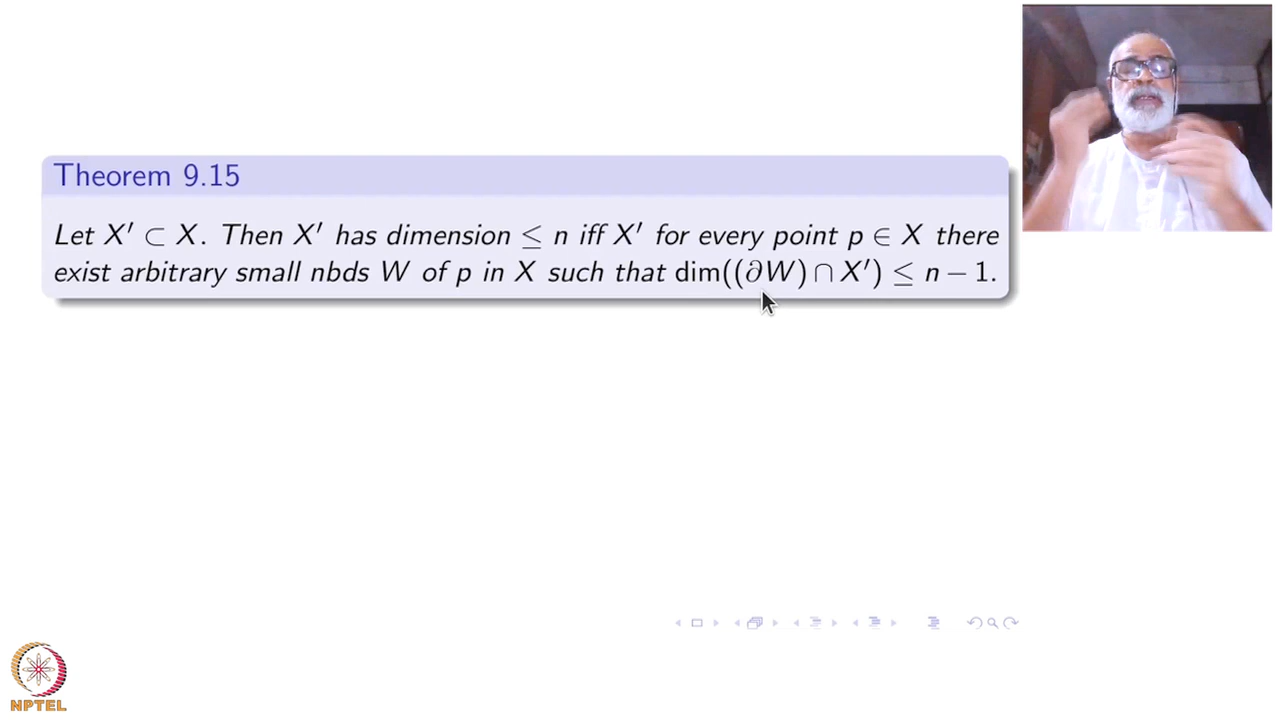 Theorem 9.15
Let X′ ⊂ X. Then X′ has dimension ≤ n iff X′ for every point p ∈ X there
exist arbitrary small nbds W of p in X such that dim((∂W) ∩ X′) ≤ n − 1.
NPTEL